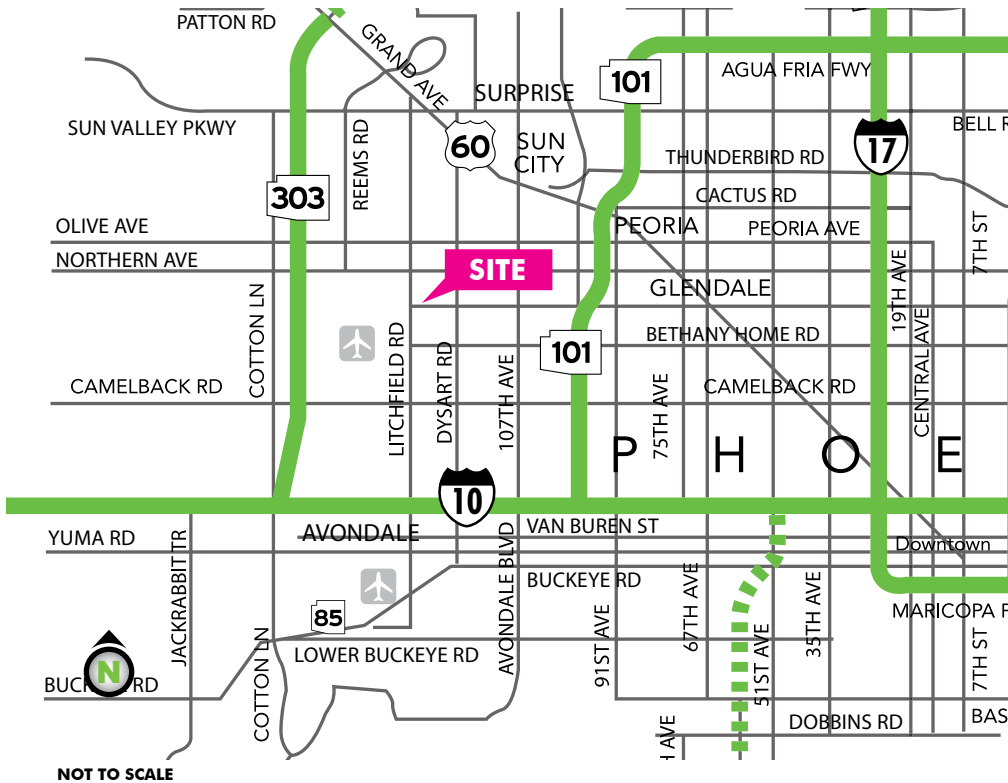 PATTON RD
GRAND AVE
101
AGUA FRIA FWY
SURPRISE
SUN VALLEY PKWY
REEMS RD
60
SUN
CITY
17
BELL R
THUNDERBIRD RD
303
CACTUS RD
OLIVE AVE
PEORIA
PEORIA AVE
7TH ST
NORTHERN AVE
SITE
GLENDALE
19TH AVE
COTTON LN
LITCHFIELD RD
DYSART RD
107TH AVE
101
BETHANY HOME RD
CENTRAL AVE
CAMELBACK RD
75TH AVE
CAMELBACK RD
P H O E
10
YUMA RD
AVONDALE
VAN BUREN ST
Downtown
JACKRABBIT TR
AVONDALE BLVD
BUCKEYE RD
85
91ST AVE
67TH AVE
51ST AVE
35TH AVE
MARICOPA F
7TH ST
COTTON LN
LOWER BUCKEYE RD
N
BUC E RD
H AVE
DOBBINS RD
BAS
NOT TO SCALE